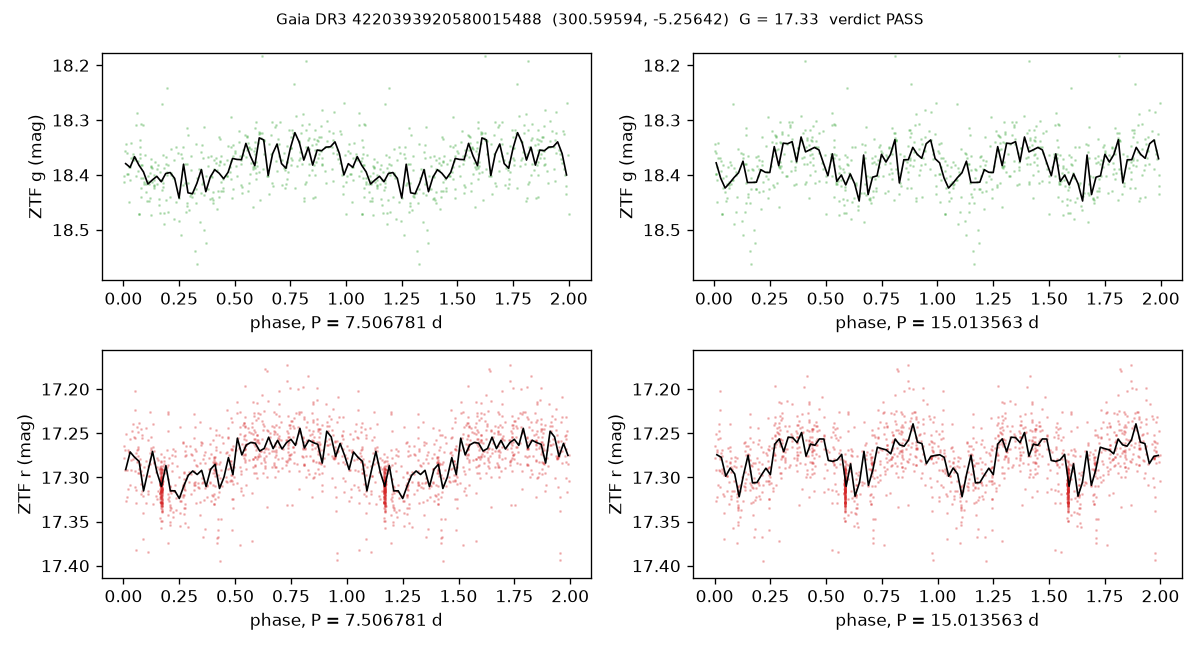 Gaia DR3 4220393920580015488 (300.59594, -5.25642) G = 17.33 verdict PASS
ZTF g (mag)
18.2
18.3
18.4
18.5
0.00 0.25 0.50 0.75 1.00 1.25 1.50 1.75 2.00
phase, P = 7.506781 d
ZTF g (mag)
18.2
18.3
18.4
18.5
0.00 0.25 0.50 0.75 1.00 1.25 1.50 1.75 2.00
phase, P = 15.013563 d
ZTF r (mag)
17.20
17.25
17.30
17.35
17.40
0.00 0.25 0.50 0.75 1.00 1.25 1.50 1.75 2.00
phase, P = 7.506781 d
ZTF r (mag)
17.20
17.25
17.30
17.35
17.40
0.00 0.25 0.50 0.75 1.00 1.25 1.50 1.75 2.00
phase, P = 15.013563 d